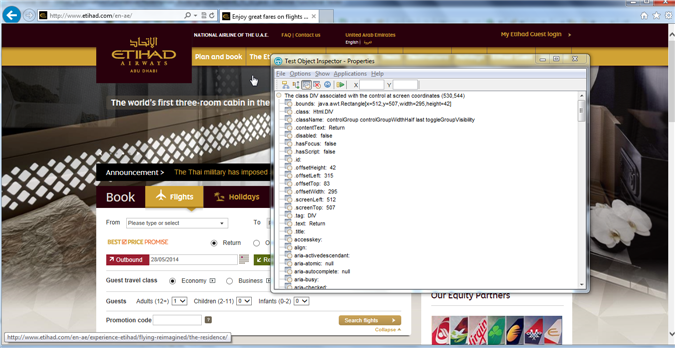 http://www.etihad.com/en-ae/
Enjoy great fares on flights ...
NATIONAL AIRLINE OF THE U.A.E.
FAQ | Contact us
United Arab Emirates
English | عربية
My Etihad Guest login >
الإتحاد
ETIHAD
AIRWAYS
ABU DHABI
Plan and book
The Et
The world's first three-room cabin in the
Announcement > The Thai military has imposed
Book
Flights
Holidays
From
Please type or select
To
BEST PRICE PROMISE
Return
Outbound
28/05/2014
Re
Guest travel class
Economy
Business
Guests
Adults (12+)
1
Children (2-11)
0
Infants (0-2)
0
Promotion code
?
Search flights >
Collapse
http://www.etihad.com/en-ae/experience-etihad/flying-reimagined/the-residence/
Test Object Inspector - Properties
File Options Show Applications Help
X
Y
The class DIV associated with the control at screen coordinates (530,544)
.bounds: java.awt.Rectangle[x=512,y=507,width=295,height=42]
.class: Html.DIV
.className: controlGroup controlGroupWidthHalf last toggleGroupVisibility
.contentText: Return
.disabled: false
.hasFocus: false
.hasScript: false
.id:
.offsetHeight: 42
.offsetLeft: 315
.offsetTop: 83
.offsetWidth: 295
.screenLeft: 512
.screenTop: 507
.tag: DIV
.text: Return
.title:
accesskey:
align:
aria-activedescendant:
aria-atomic: null
aria-autocomplete: null
aria-busy:
aria-checked:
Our Equity Partners